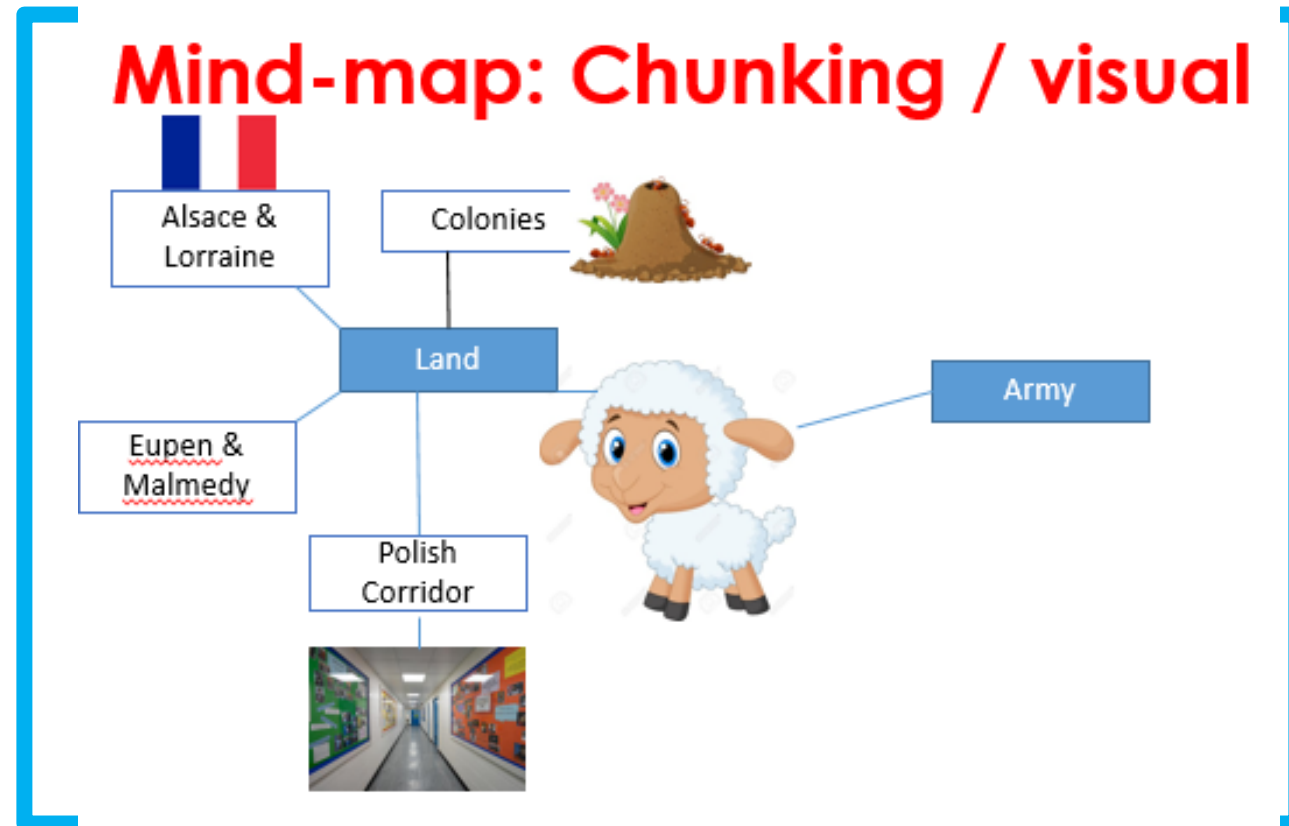 Mind-map: Chunking / visual
Alsace &
Lorraine
Colonies
Land
Army
Eupen &
Malmedy
Polish
Corridor